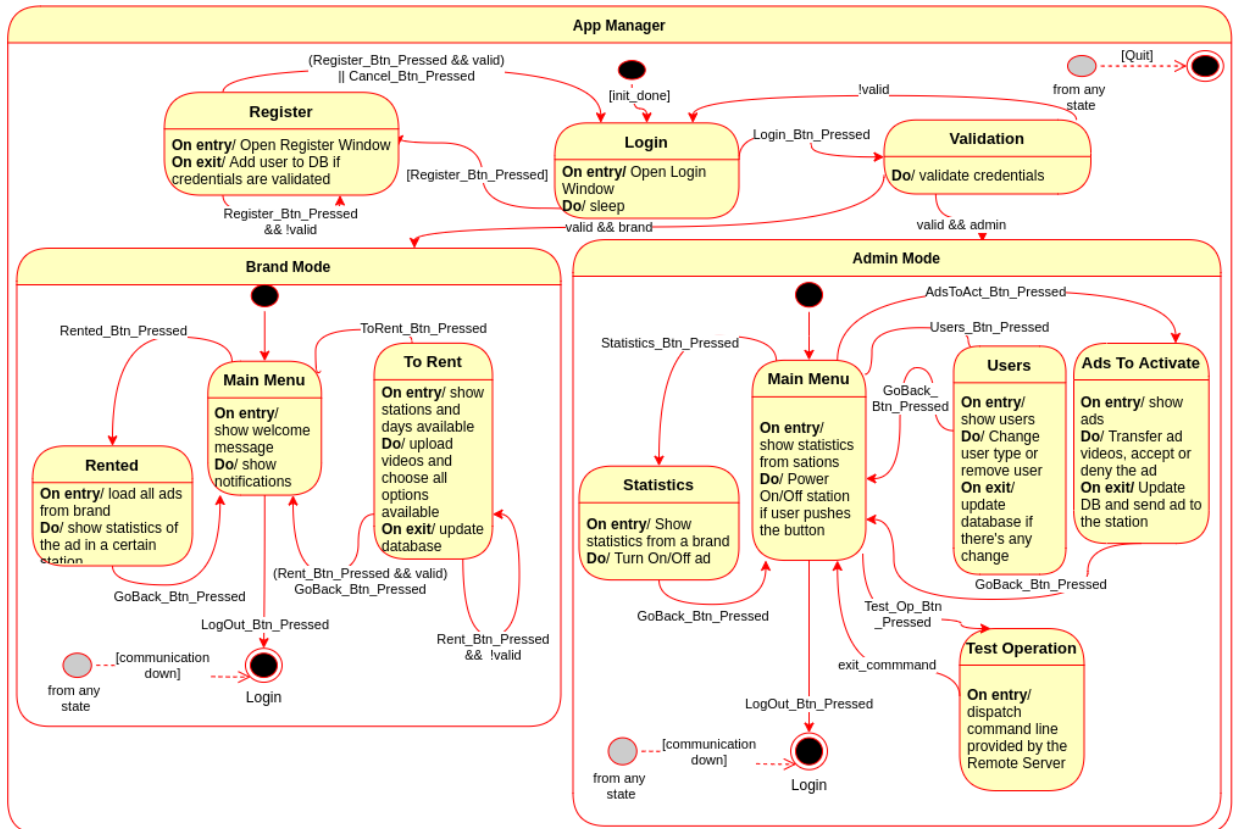 App Manager
(Register_Btn_Pressed && valid)
|| Cancel_Btn_Pressed
[init_done]
[Quit]
from any
state
!valid
Register
On entry/ Open Register Window
On exit/ Add user to DB if
credentials are validated
Login
On entry/ Open Login
Window
Do/ sleep
Login_Btn_Pressed
Validation
Do/ validate credentials
[Register_Btn_Pressed]
Register_Btn_Pressed
&& !valid
valid && brand
valid && admin
Brand Mode
Rented_Btn_Pressed
ToRent_Btn_Pressed
Main Menu
On entry/
show welcome
message
Do/ show
notifications
To Rent
On entry/ show
stations and
days available
Do/ upload
videos and
choose all
options
available
On exit/ update
database
Rented
On entry/ load all ads
from brand
Do/ show statistics of
the ad in a certain
station
GoBack_Btn_Pressed
(Rent_Btn_Pressed && valid)
GoBack_Btn_Pressed
LogOut_Btn_Pressed
Rent_Btn_Pressed
&& !valid
[communication
down]
from any
state
Login
Admin Mode
AdsToAct_Btn_Pressed
Users_Btn_Pressed
Statistics_Btn_Pressed
Main Menu
On entry/
show statistics
from sations
Do/ Power
On/Off station
if user pushes
the button
GoBack_
Btn_Pressed
Users
On entry/
show users
Do/ Change
user type or
remove user
On exit/
update
database if
there's any
change
Ads To Activate
On entry/ show
ads
Do/ Transfer ad
videos, accept or
deny the ad
On exit/ Update
DB and send ad to
the station
Statistics
On entry/ Show
statistics from a brand
Do/ Turn On/Off ad
GoBack_Btn_Pressed
GoBack_Btn_Pressed
Test_Op_Btn
_Pressed
exit_commmand
Test Operation
On entry/
dispatch
command line
provided by the
Remote Server
LogOut_Btn_Pressed
[communication
down]
from any
state
Login